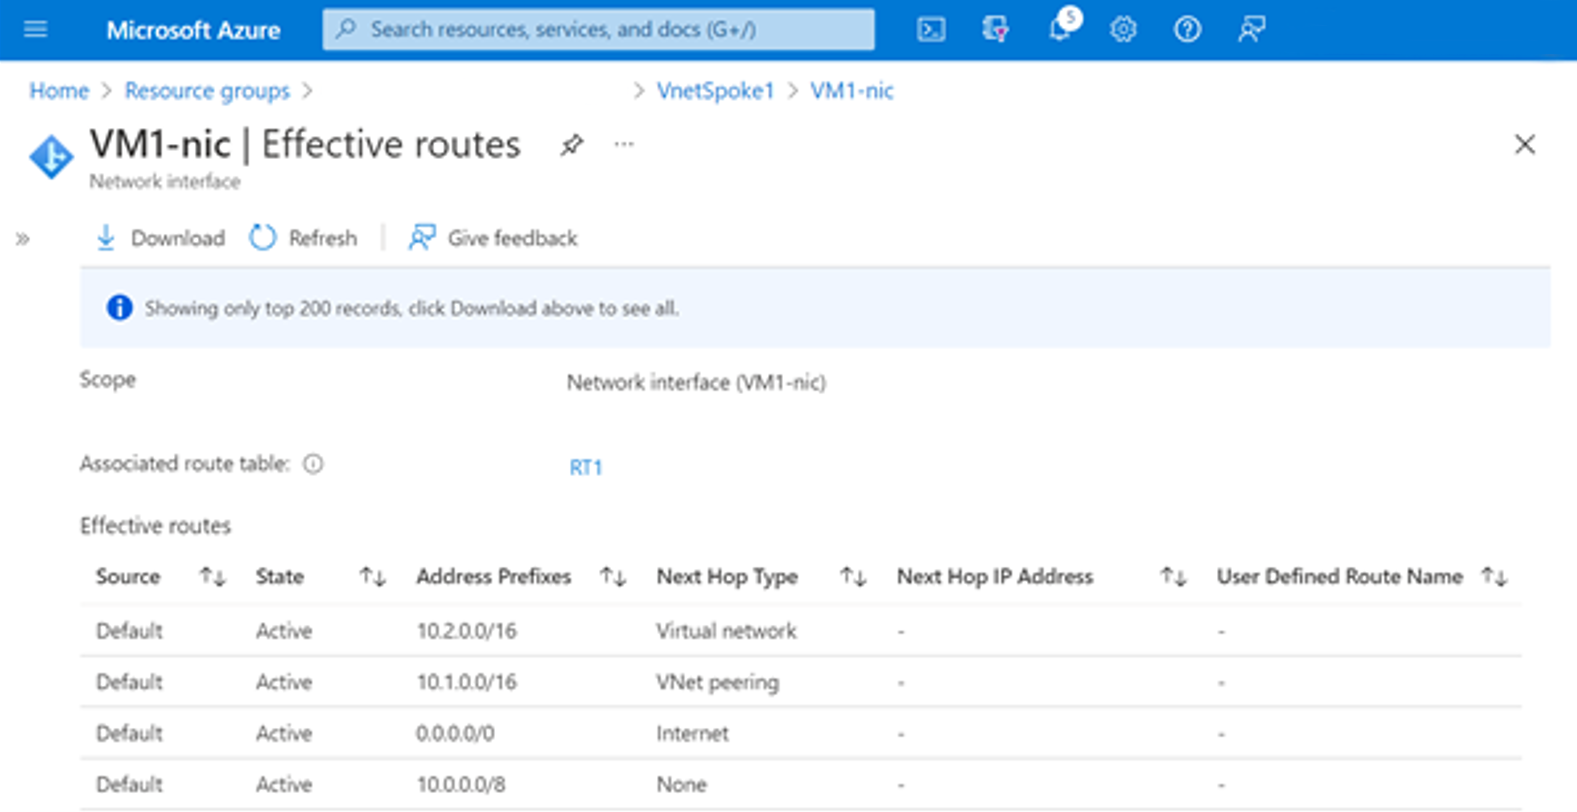 Microsoft Azure Search resources, services, and docs (G+/) 5
Home > Resource groups > > VnetSpoke1 > VM1-nic
VM1-nic | Effective routes ...
Network interface
» Download Refresh Give feedback
Showing only top 200 records, click Download above to see all.
Scope Network interface (VM1-nic)
Associated route table: RT1
Effective routes
Source State Address Prefixes Next Hop Type Next Hop IP Address User Defined Route Name
Default Active 10.2.0.0/16 Virtual network - -
Default Active 10.1.0.0/16 VNet peering - -
Default Active 0.0.0.0/0 Internet - -
Default Active 10.0.0.0/8 None - -